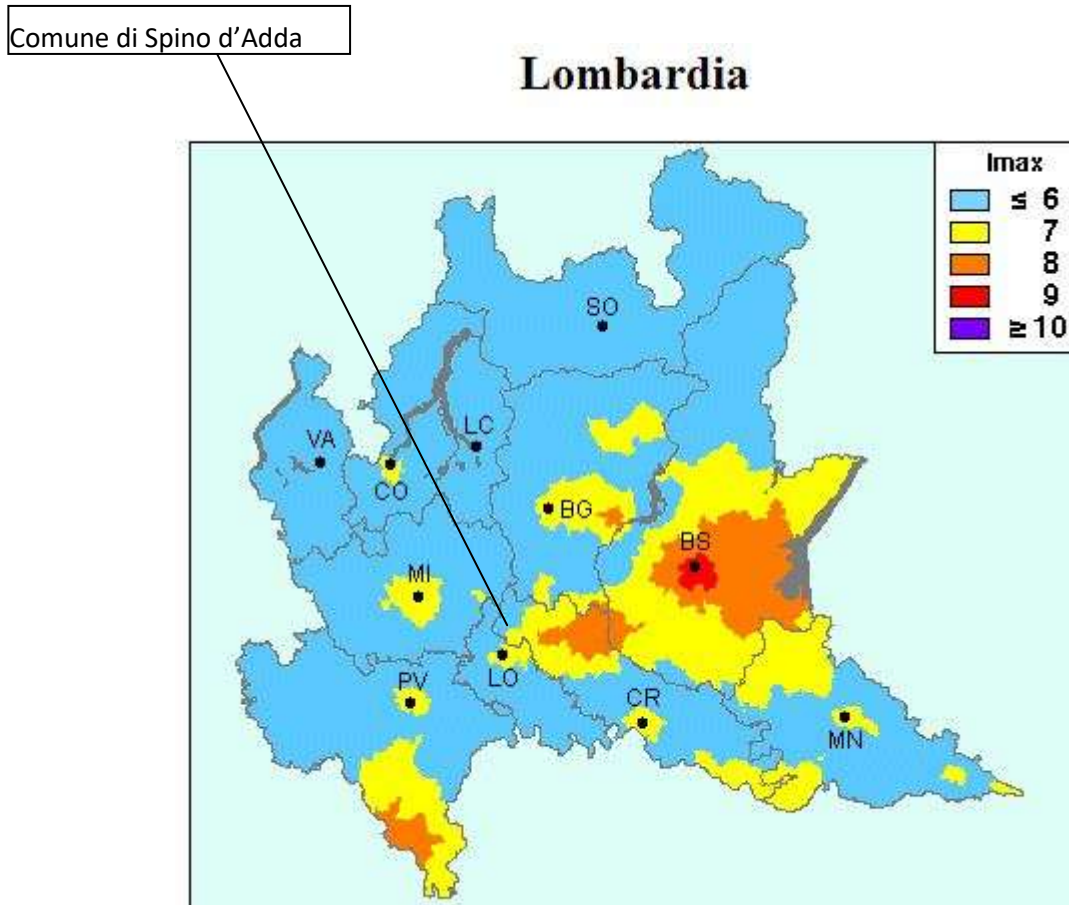 Comune di Spino d’Adda
Lombardia
Imax
≤ 6
7
8
9
≥ 10
SO
VA
LC
CO
BG
BS
MI
LO
PV
CR
MN